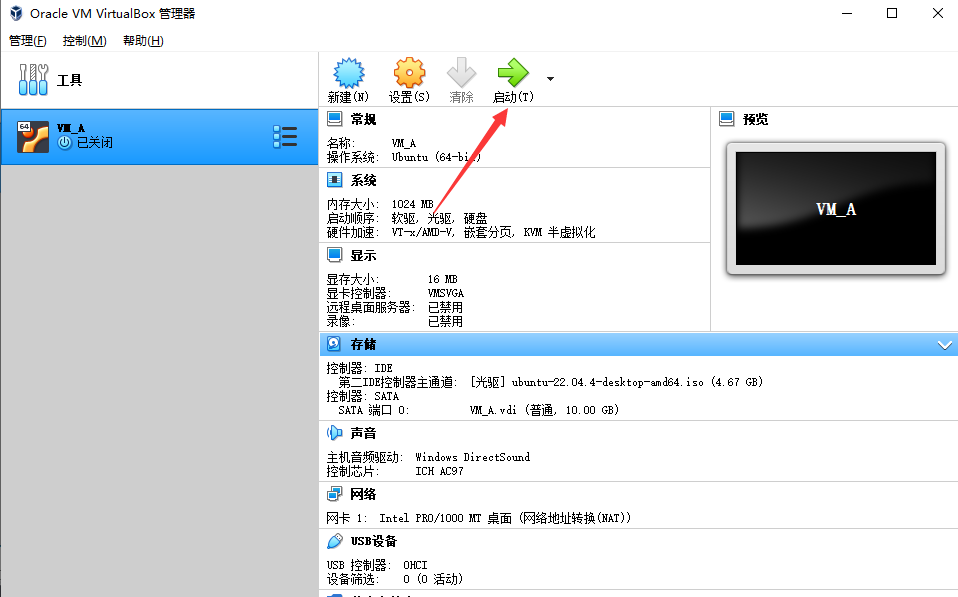 Oracle VM VirtualBox 管理器
管理(F) 控制(M) 帮助(H)
工具
新建(N) 设置(S) 清除 启动(T)
64
VM_A
已关闭
常规
名称: VM_A
操作系统: Ubuntu (64-bit)
系统
内存大小: 1024 MB
启动顺序: 软驱, 光驱, 硬盘
硬件加速: VT-x/AMD-V, 嵌套分页, KVM 半虚拟化
显示
显存大小: 16 MB
显卡控制器: VMSVGA
远程桌面服务器: 已禁用
录像: 已禁用
预览
VM_A
存储
控制器: IDE
第二IDE控制器主通道: [光驱] ubuntu-22.04.4-desktop-amd64.iso (4.67 GB)
控制器: SATA
SATA 端口 0: VM_A.vdi (普通, 10.00 GB)
声音
主机音频驱动: Windows DirectSound
控制芯片: ICH AC97
网络
网卡 1: Intel PRO/1000 MT 桌面 (网络地址转换(NAT))
USB设备
USB 控制器: OHCI
设备筛选: 0 (0 活动)